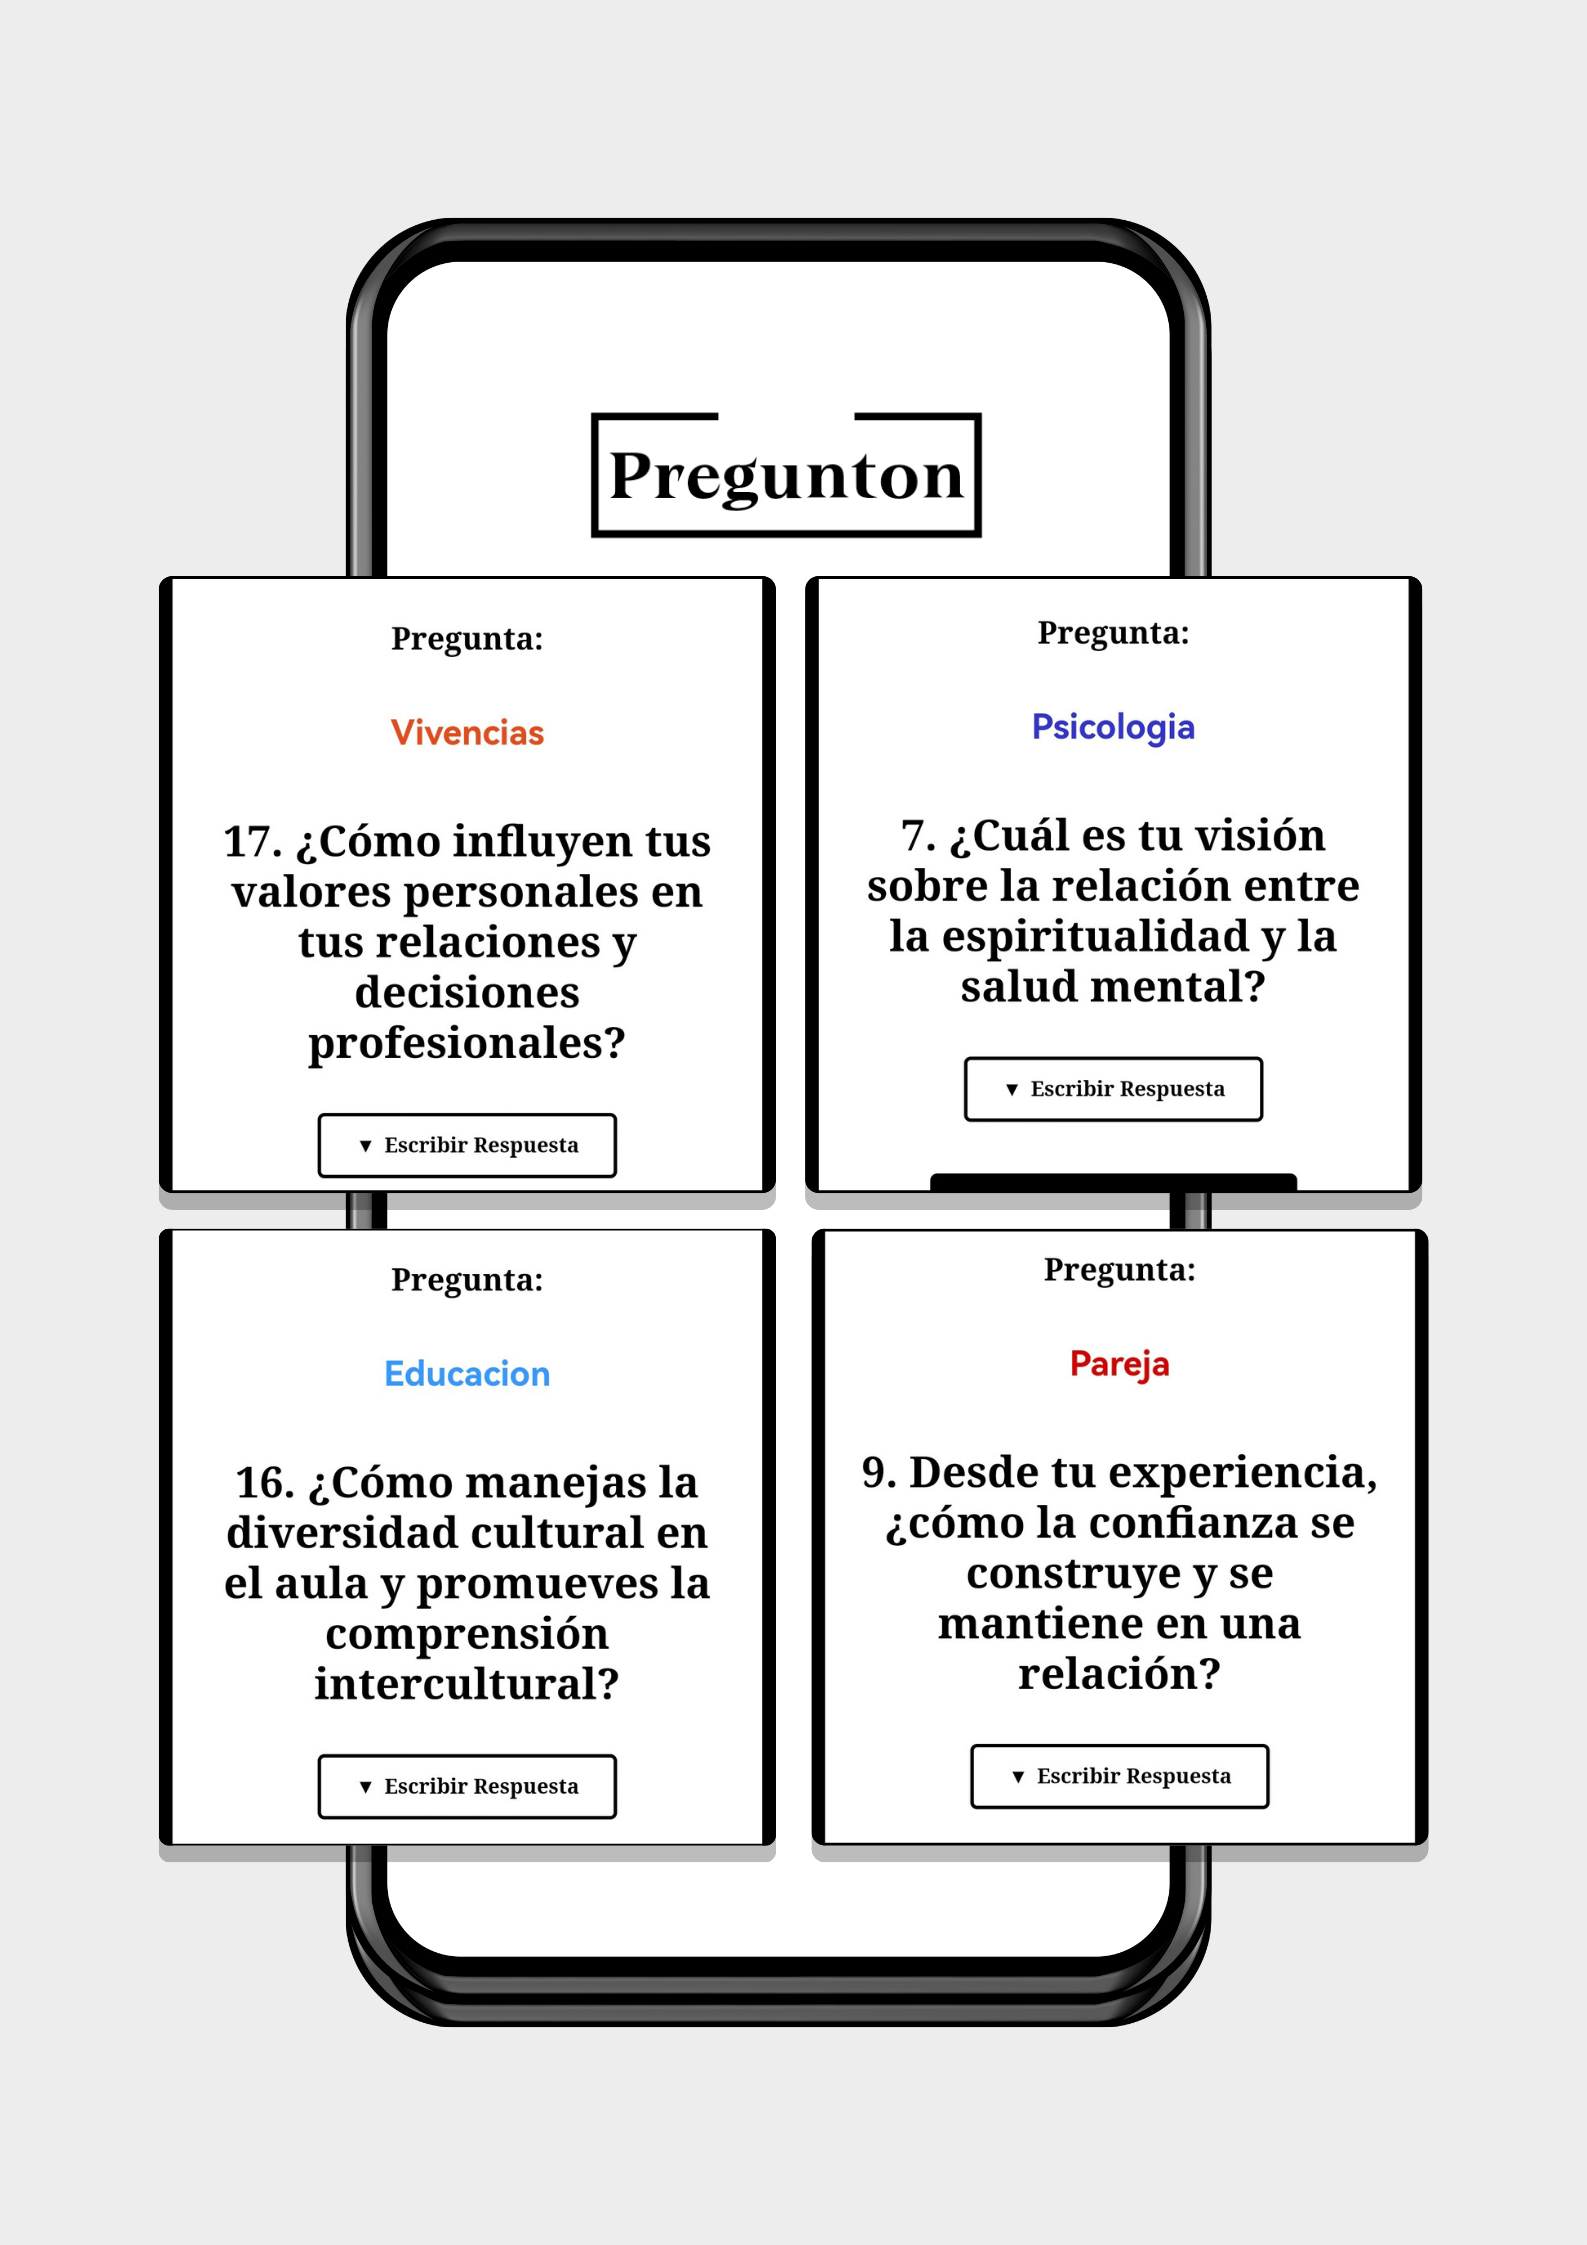 Pregunton
Pregunta:
Vivencias
17. ¿Cómo influyen tus
valores personales en
tus relaciones y
decisiones
profesionales?
▼ Escribir Respuesta
Pregunta:
Psicologia
7. ¿Cuál es tu visión
sobre la relación entre
la espiritualidad y la
salud mental?
▼ Escribir Respuesta
Pregunta:
Educacion
16. ¿Cómo manejas la
diversidad cultural en
el aula y promueves la
comprensión
intercultural?
▼ Escribir Respuesta
Pregunta:
Pareja
9. Desde tu experiencia,
¿cómo la confianza se
construye y se
mantiene en una
relación?
▼ Escribir Respuesta